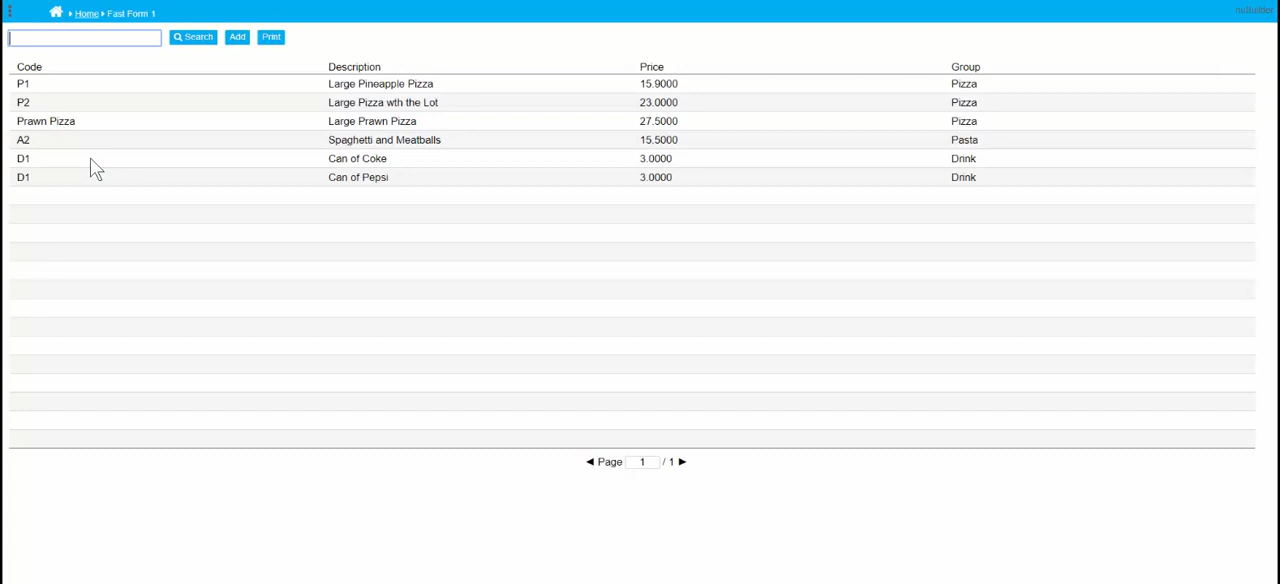 Home Fast Form 1 nuBuilder
Search Add Print
Code Description Price Group
P1 Large Pineapple Pizza 15.9000 Pizza
P2 Large Pizza wth the Lot 23.0000 Pizza
Prawn Pizza Large Prawn Pizza 27.5000 Pizza
A2 Spaghetti and Meatballs 15.5000 Pasta
D1 Can of Coke 3.0000 Drink
D1 Can of Pepsi 3.0000 Drink
Page 1 / 1